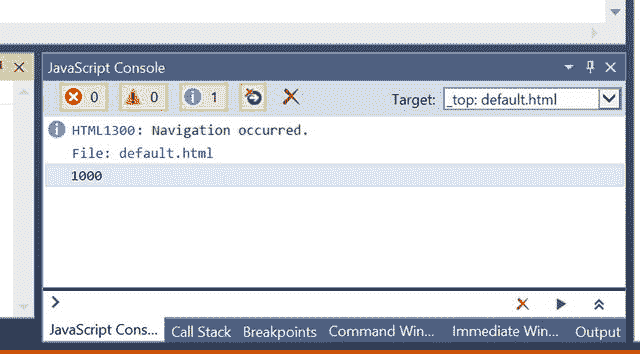 JavaScript Console
0 0 1 Target: _top: default.html
HTML1300: Navigation occurred.
File: default.html
1000
JavaScript Cons... Call Stack Breakpoints Command Win... Immediate Win... Output